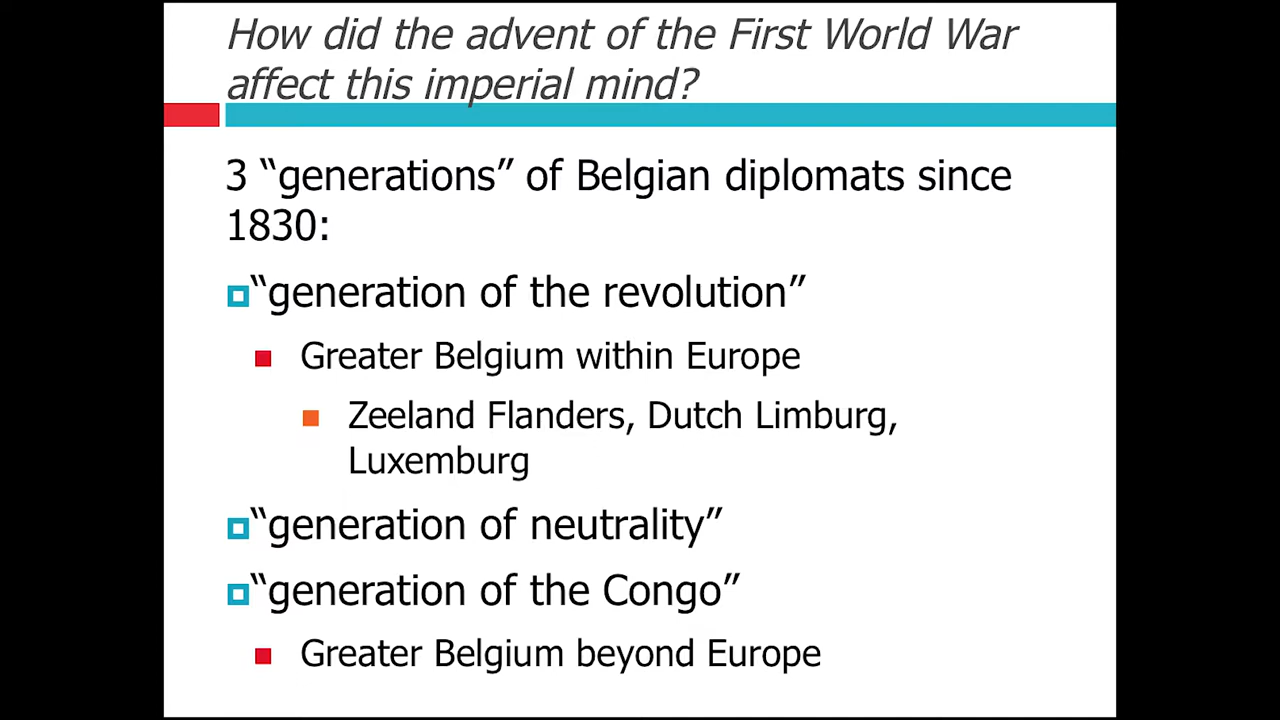 How did the advent of the First World War
affect this imperial mind?
3 “generations” of Belgian diplomats since
1830:
“generation of the revolution”
Greater Belgium within Europe
Zeeland Flanders, Dutch Limburg,
Luxemburg
“generation of neutrality”
“generation of the Congo”
Greater Belgium beyond Europe